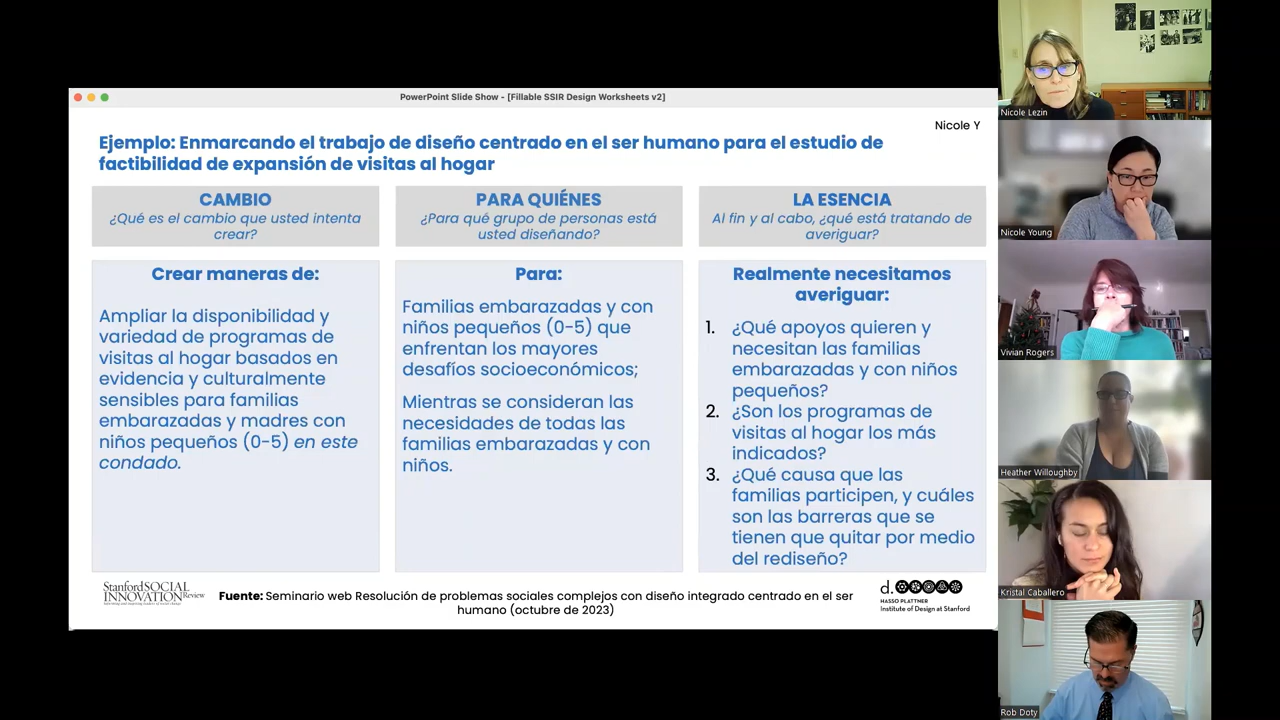 PowerPoint Slide Show - [Fillable SSIR Design Worksheets v2]
Nicole Y
Ejemplo: Enmarcando el trabajo de diseño centrado en el ser humano para el estudio de
factibilidad de expansión de visitas al hogar
CAMBIO
¿Qué es el cambio que usted intenta
crear?
Crear maneras de:
Ampliar la disponibilidad y
variedad de programas de
visitas al hogar basados en
evidencia y culturalmente
sensibles para familias
embarazadas y madres con
niños pequeños (0-5) en este
condado.
PARA QUIÉNES
¿Para qué grupo de personas está
usted diseñando?
Para:
Familias embarazadas y con
niños pequeños (0-5) que
enfrentan los mayores
desafíos socioeconómicos;
Mientras se consideran las
necesidades de todas las
familias embarazadas y con
niños.
LA ESENCIA
Al fin y al cabo, ¿qué está tratando de
averiguar?
Realmente necesitamos
averiguar:
1. ¿Qué apoyos quieren y
necesitan las familias
embarazadas y con niños
pequeños?
2. ¿Son los programas de
visitas al hogar los más
indicados?
3. ¿Qué causa que las
familias participen, y cuáles
son las barreras que se
tienen que quitar por medio
del rediseño?
Stanford SOCIAL
INNOVATION Review
Fuente: Seminario web Resolución de problemas sociales complejos con diseño integrado centrado en el ser
humano (octubre de 2023)
d.
HASSO PLATTNER
Institute of Design at Stanford
Nicole Lezin
Nicole Young
Vivian Rogers
Heather Willoughby
Kristal Caballero
Rob Doty